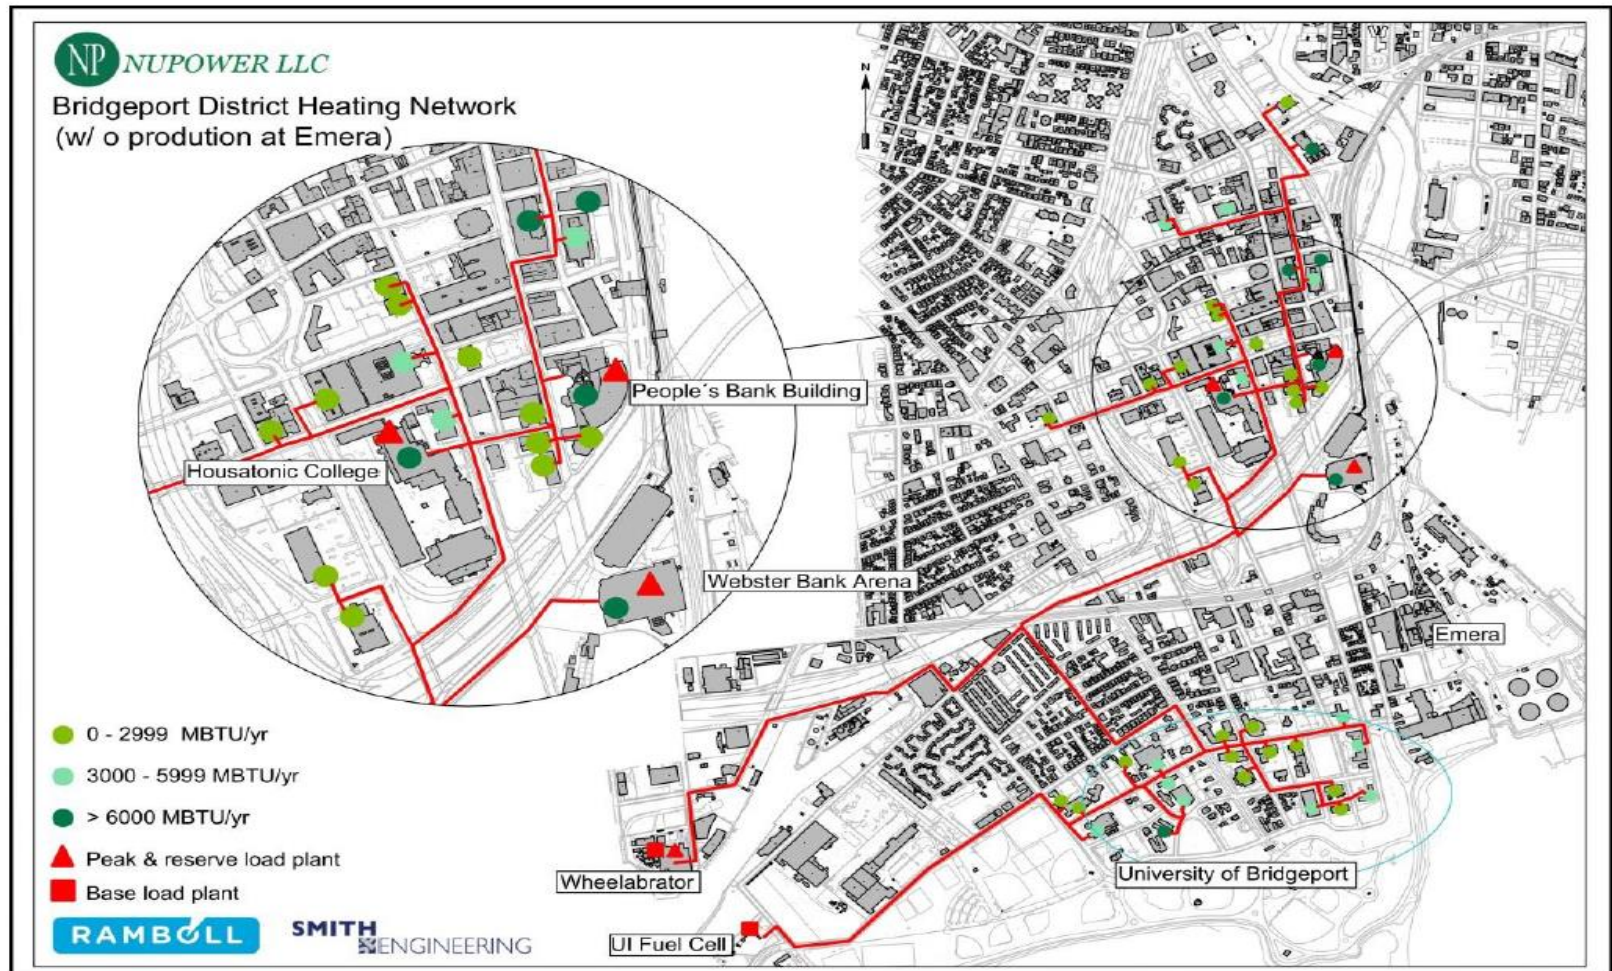 NP NUPOWER LLC
Bridgeport District Heating Network
(w/ o prodution at Emera)
N
People´s Bank Building
Housatonic College
Webster Bank Arena
Emera
0 - 2999 MBTU/yr
3000 - 5999 MBTU/yr
> 6000 MBTU/yr
Peak & reserve load plant
Base load plant
Wheelabrator
University of Bridgeport
UI Fuel Cell
RAMBOLL
SMITH
ENGINEERING